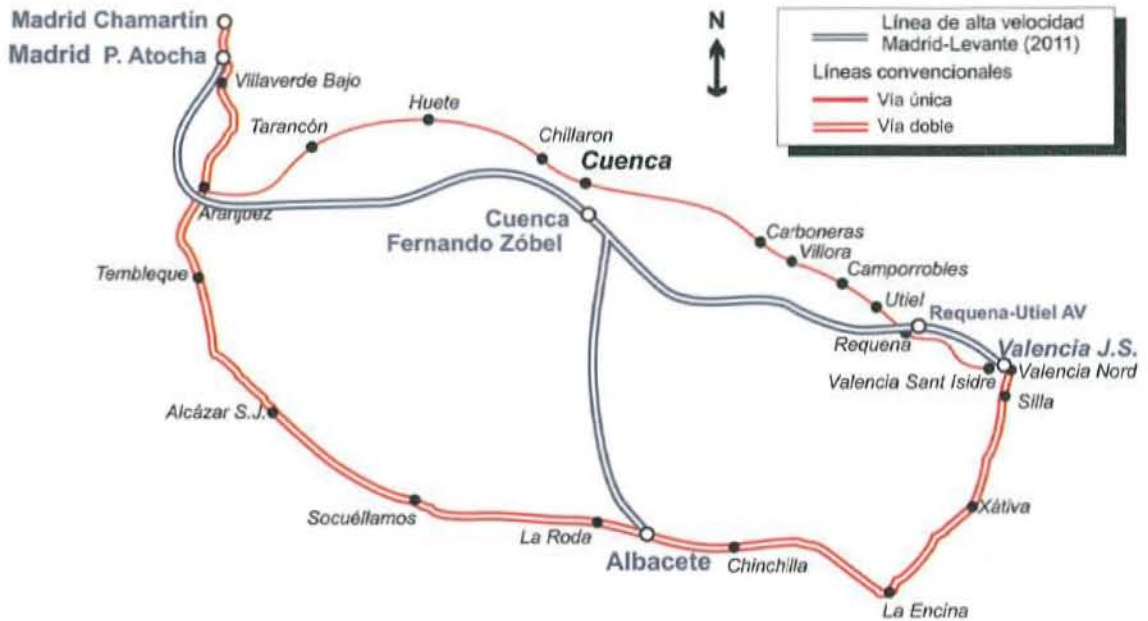 Madrid Chamartín
Madrid P. Atocha
Villaverde Bajo
N
Línea de alta velocidad
Madrid-Levante (2011)
Líneas convencionales
Vía única
Vía doble
Huete
Tarancón
Chillaron
Cuenca
Aranjuez
Cuenca
Fernando Zóbel
Carboneras
Villora
Camporrobles
Tembleque
Utiel
Requena-Utiel AV
Requena
Valencia J.S.
Valencia Sant Isidre
Valencia Nord
Silla
Alcázar S.J.
Socuéllamos
La Roda
Albacete
Chinchilla
Xátiva
La Encina